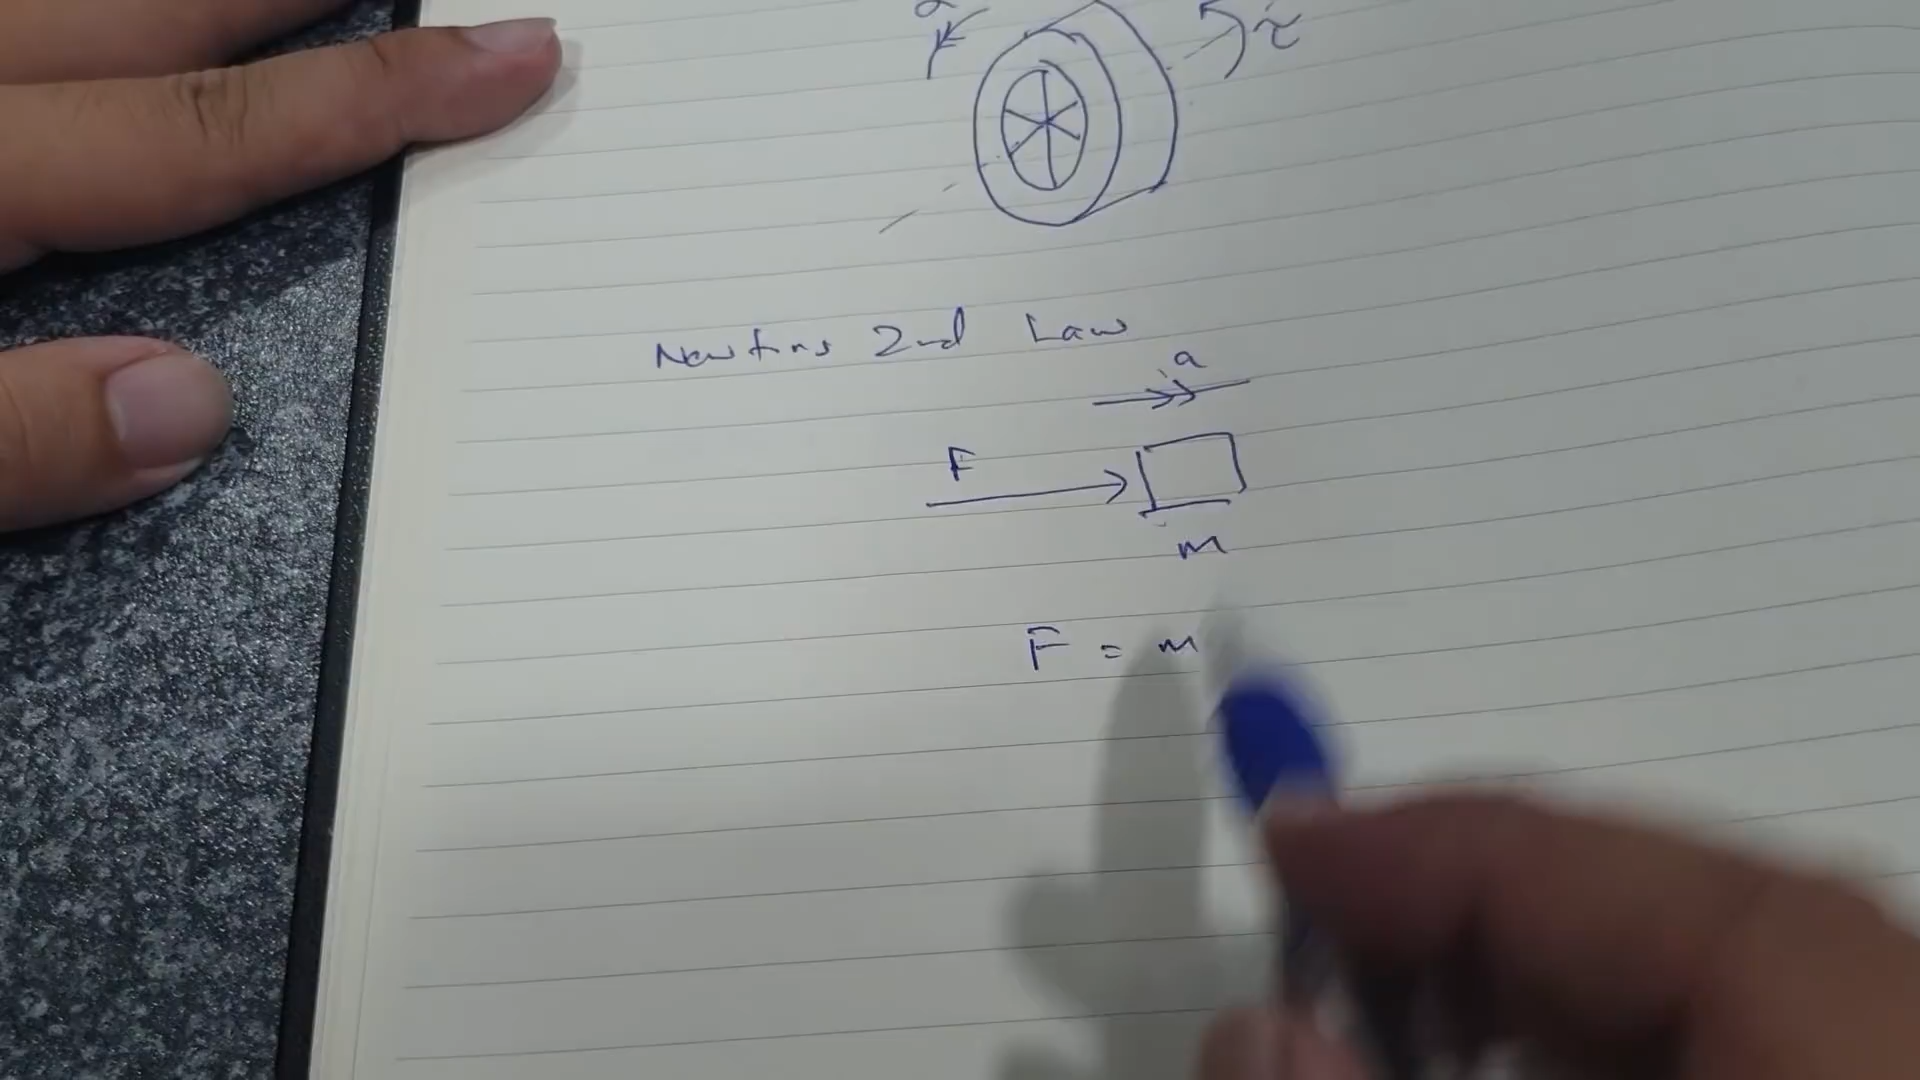 τ
Newtons 2nd Law
a
F
m
F = m